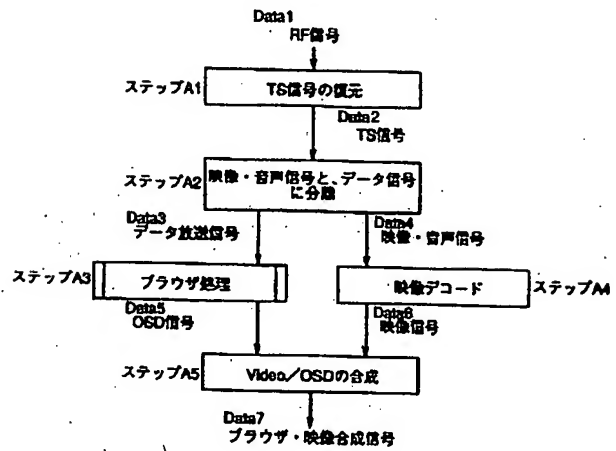 Data1
RF信号
ステップA1
TS信号の復元
Data2
TS信号
ステップA2
映像・音声信号と、データ信号
に分離
Data3
データ放送信号
Data4
映像・音声信号
ステップA3
ブラウザ処理
映像デコード
ステップA4
Data5
OSD信号
Data6
映像信号
ステップA5
Video／OSDの合成
Data7
ブラウザ・映像合成信号